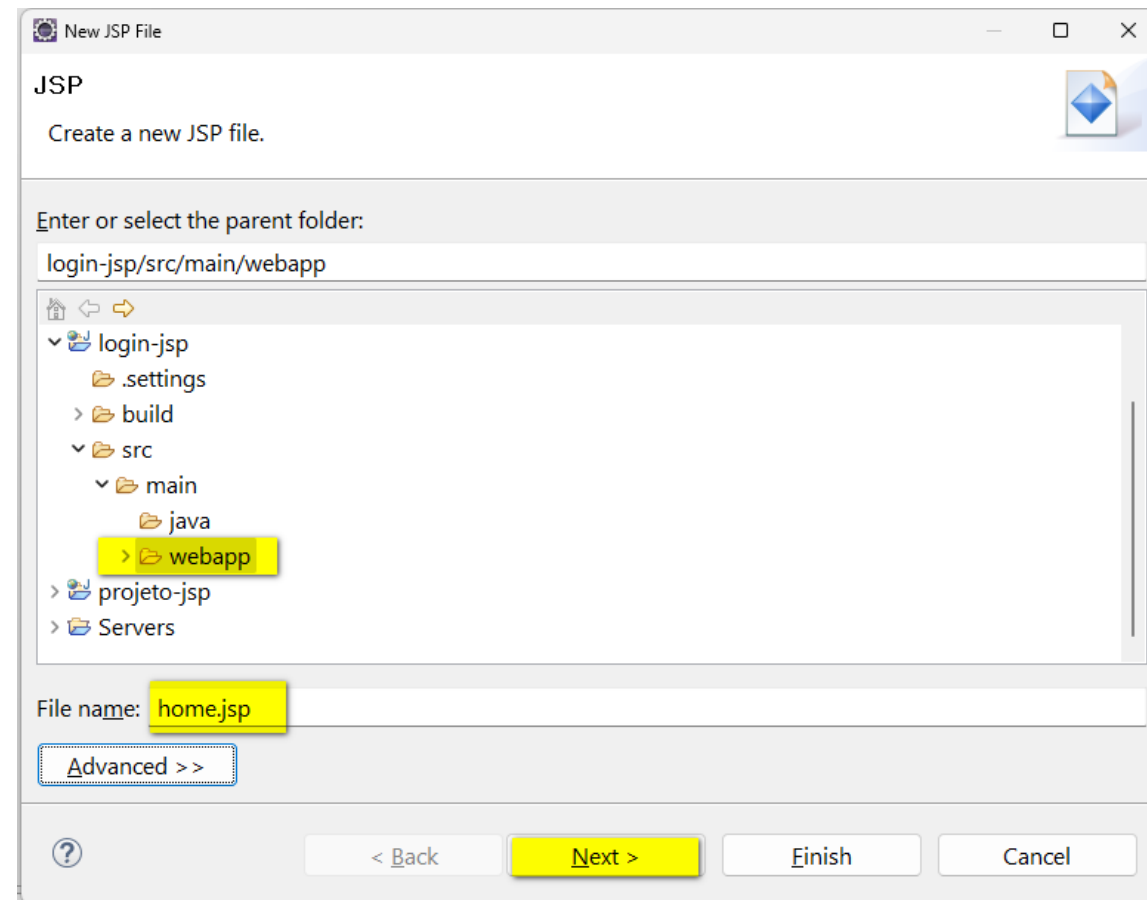 New JSP File
JSP
Create a new JSP file.
Enter or select the parent folder:
login-jsp/src/main/webapp
login-jsp
.settings
build
src
main
java
webapp
projeto-jsp
Servers
File name: home.jsp
Advanced >>
? < Back Next > Finish Cancel